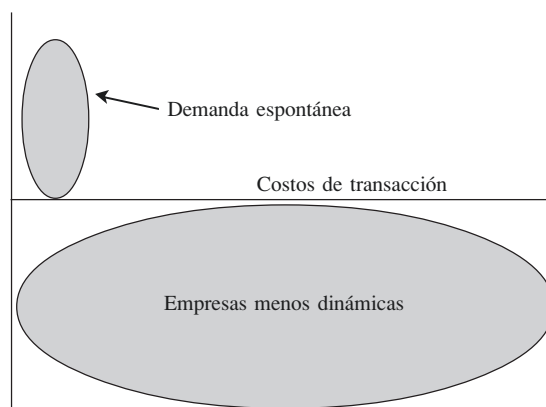 Demanda espontánea
Costos de transacción
Empresas menos dinámicas